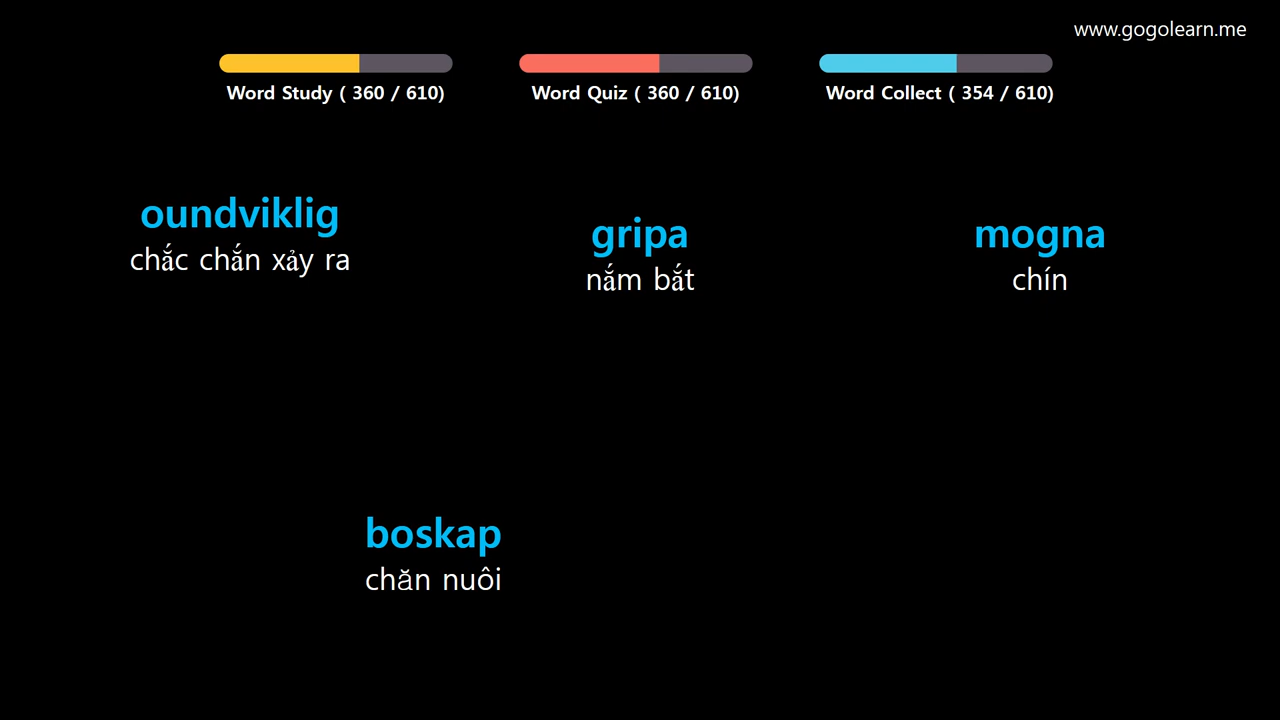 www.gogolearn.me
Word Study ( 360 / 610)
Word Quiz ( 360 / 610)
Word Collect ( 354 / 610)
oundviklig
chắc chắn xảy ra
gripa
nắm bắt
mogna
chín
boskap
chăn nuôi